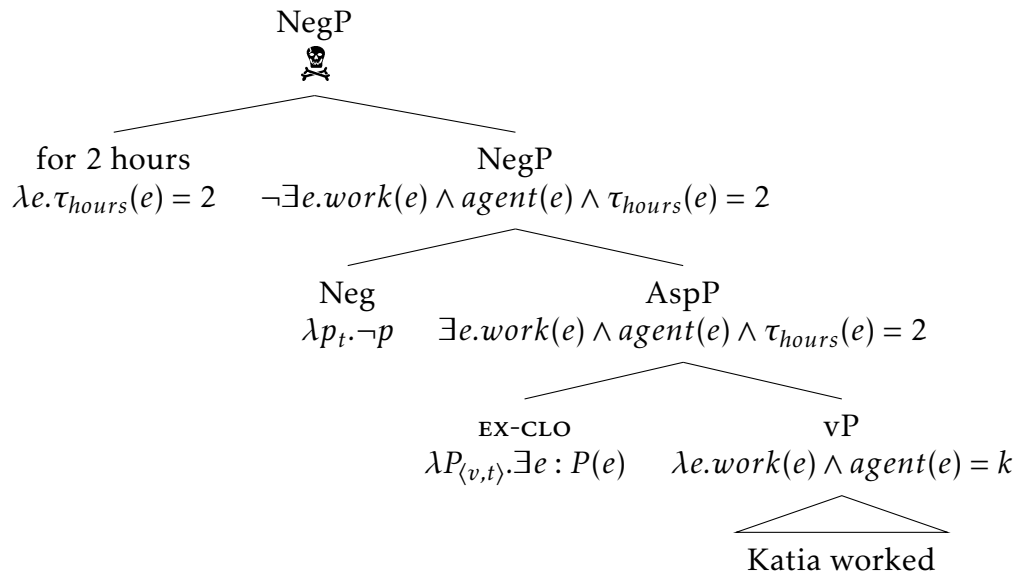 NegP
☠
for 2 hours NegP
λe.τ_hours(e) = 2 ¬∃e.work(e) ∧ agent(e) ∧ τ_hours(e) = 2
Neg AspP
λp_t.¬p ∃e.work(e) ∧ agent(e) ∧ τ_hours(e) = 2
EX-CLO vP
λP_⟨v,t⟩.∃e : P(e) λe.work(e) ∧ agent(e) = k
Katia worked